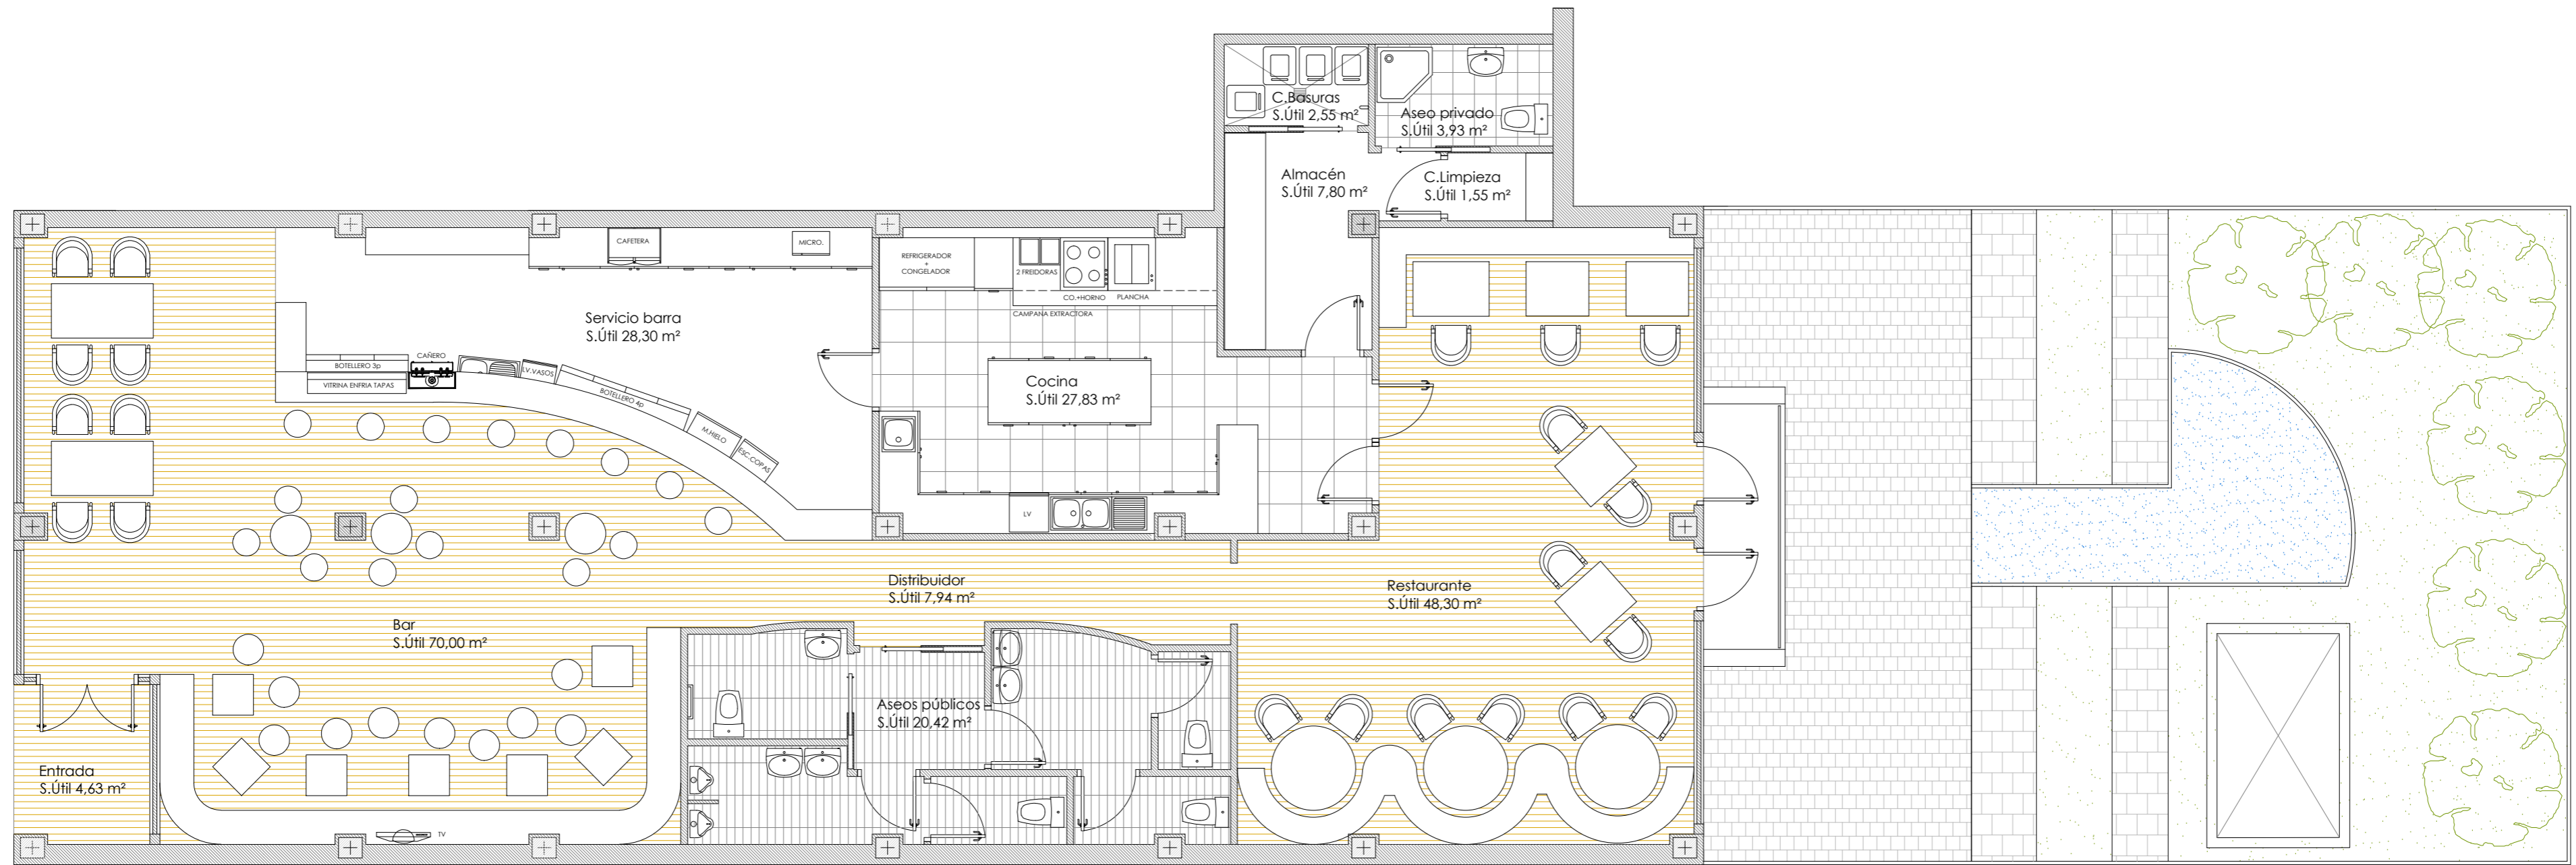 C.Basuras
S.Útil 2,55 m²
Aseo privado
S.Útil 3,93 m²
Almacén
S.Útil 7,80 m²
C.Limpieza
S.Útil 1,55 m²
CAFETERA
MICRO.
REFRIGERADOR
+
CONGELADOR
2 FREIDORAS
CO.+HORNO
PLANCHA
CAMPANA EXTRACTORA
Servicio barra
S.Útil 28,30 m²
BOTELLERO 3p
CAÑERO
VITRINA ENFRIA TAPAS
LV.VASOS
BOTELLERO 4p
M.HIELO
ESC.COPAS
Cocina
S.Útil 27,83 m²
LV
Distribuidor
S.Útil 7,94 m²
Restaurante
S.Útil 48,30 m²
Bar
S.Útil 70,00 m²
Aseos públicos
S.Útil 20,42 m²
Entrada
S.Útil 4,63 m²
TV